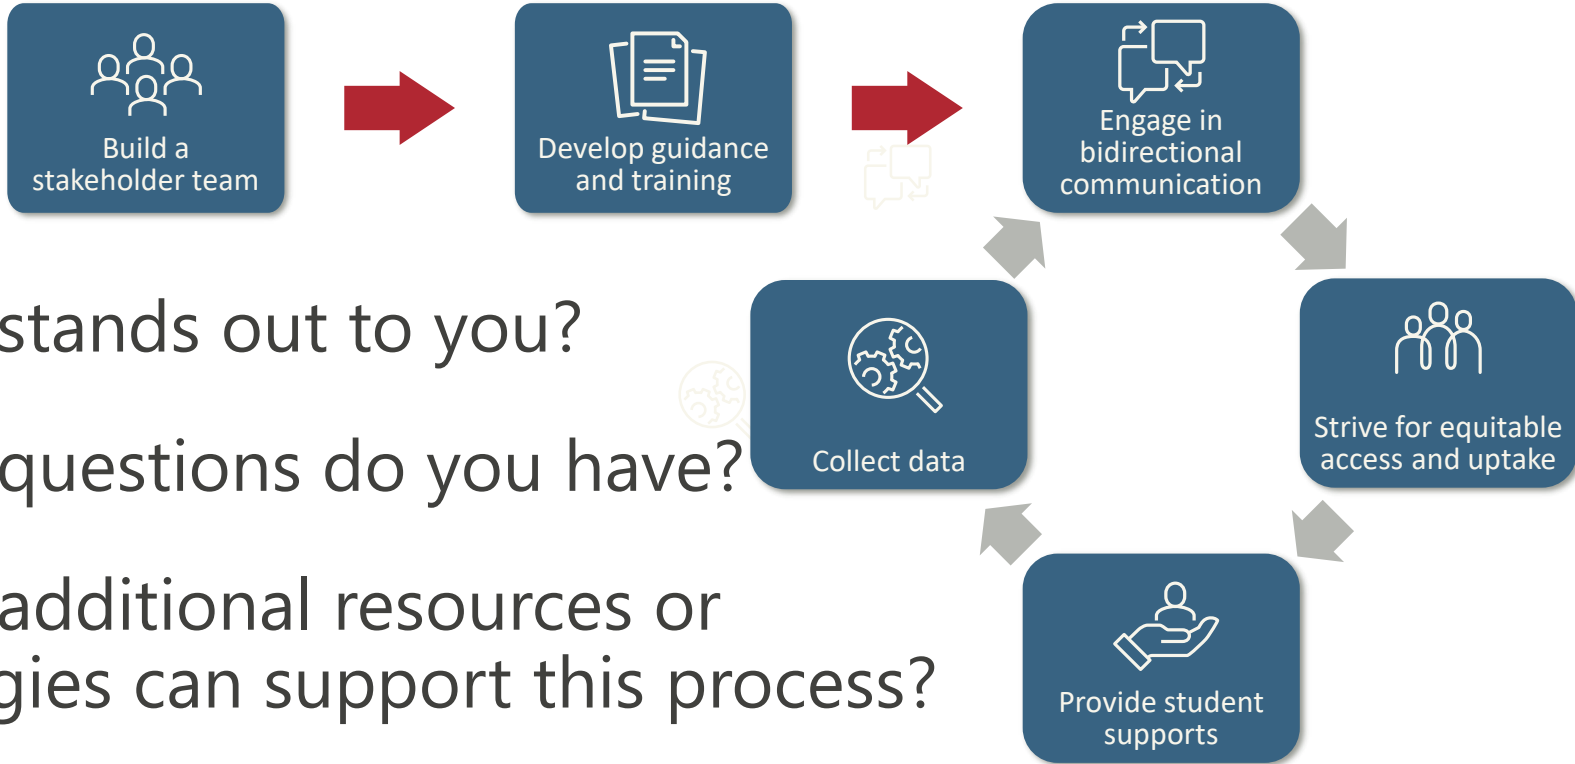 Build a
stakeholder team
Develop guidance
and training
Engage in
bidirectional
communication
stands out to you?
questions do you have?
additional resources or
gies can support this process?
Collect data
Strive for equitable
access and uptake
Provide student
supports